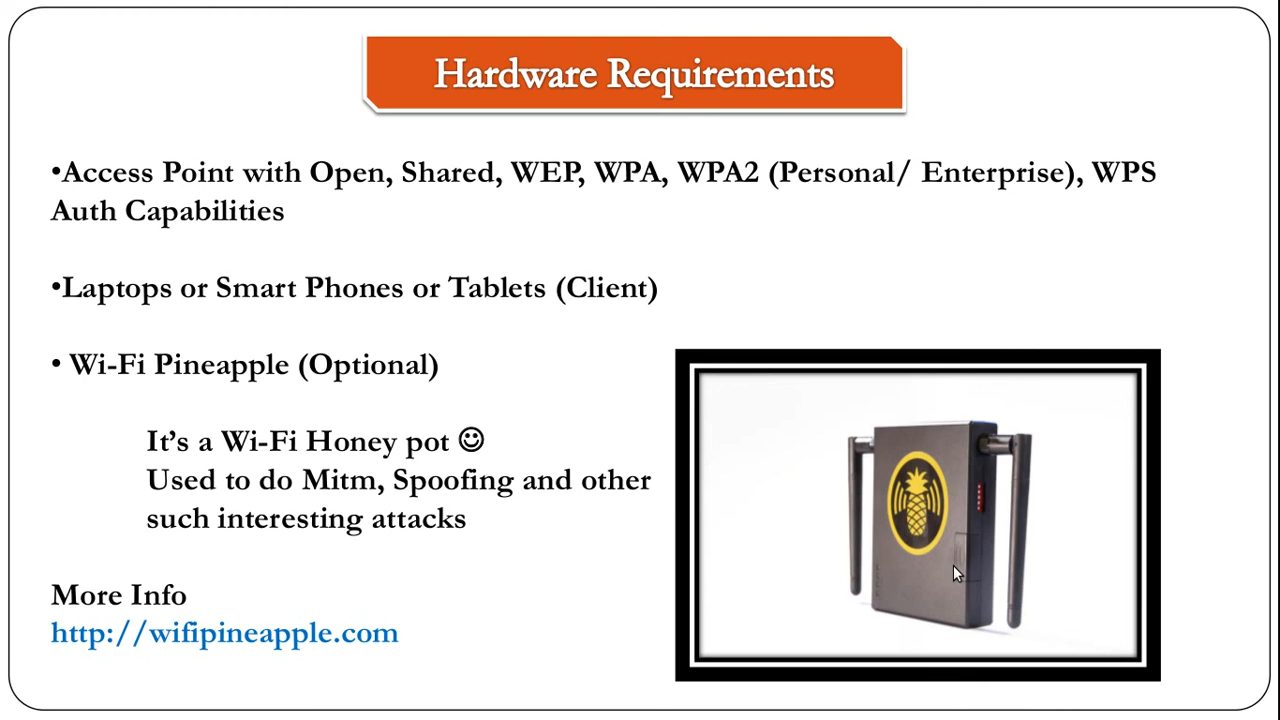 Hardware Requirements
•Access Point with Open, Shared, WEP, WPA, WPA2 (Personal/ Enterprise), WPS
Auth Capabilities
•Laptops or Smart Phones or Tablets (Client)
• Wi-Fi Pineapple (Optional)
It’s a Wi-Fi Honey pot ☺
Used to do Mitm, Spoofing and other
such interesting attacks
More Info
http://wifipineapple.com